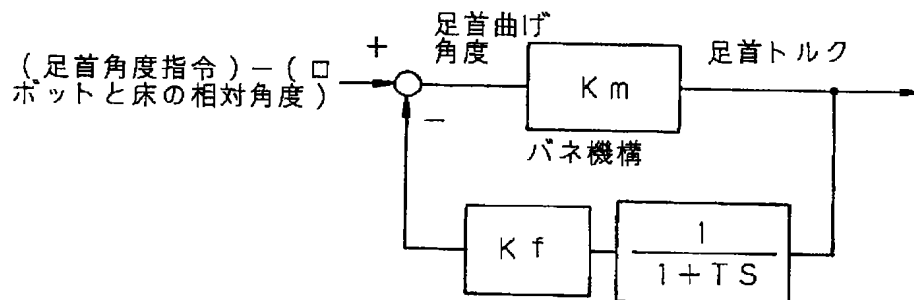 (足首角度指令)−(ロ
ボットと床の相対角度)
+
−
足首曲げ
角度
Km
バネ機構
足首トルク
Kf
1
1+TS